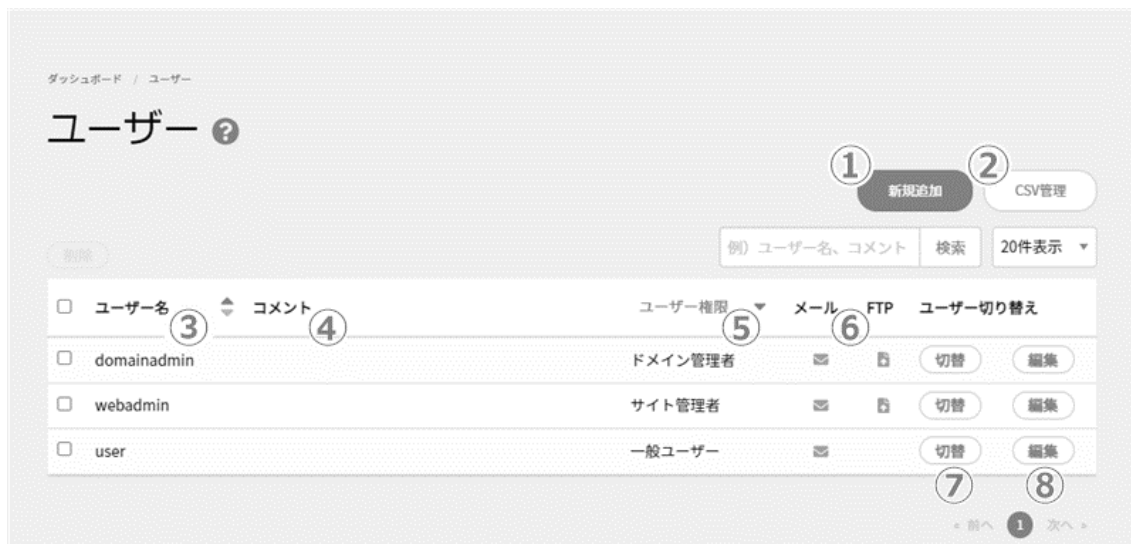 ダッシュボード / ユーザー
ユーザー ?
① ②
新規追加 CSV管理
削除 例）ユーザー名、コメント 検索 20件表示
ユーザー名 コメント ユーザー権限 メール FTP ユーザー切り替え
③ ④ ⑤ ⑥
domainadmin ドメイン管理者 切替 編集
webadmin サイト管理者 切替 編集
user 一般ユーザー 切替 編集
⑦ ⑧
« 前へ 1 次へ »